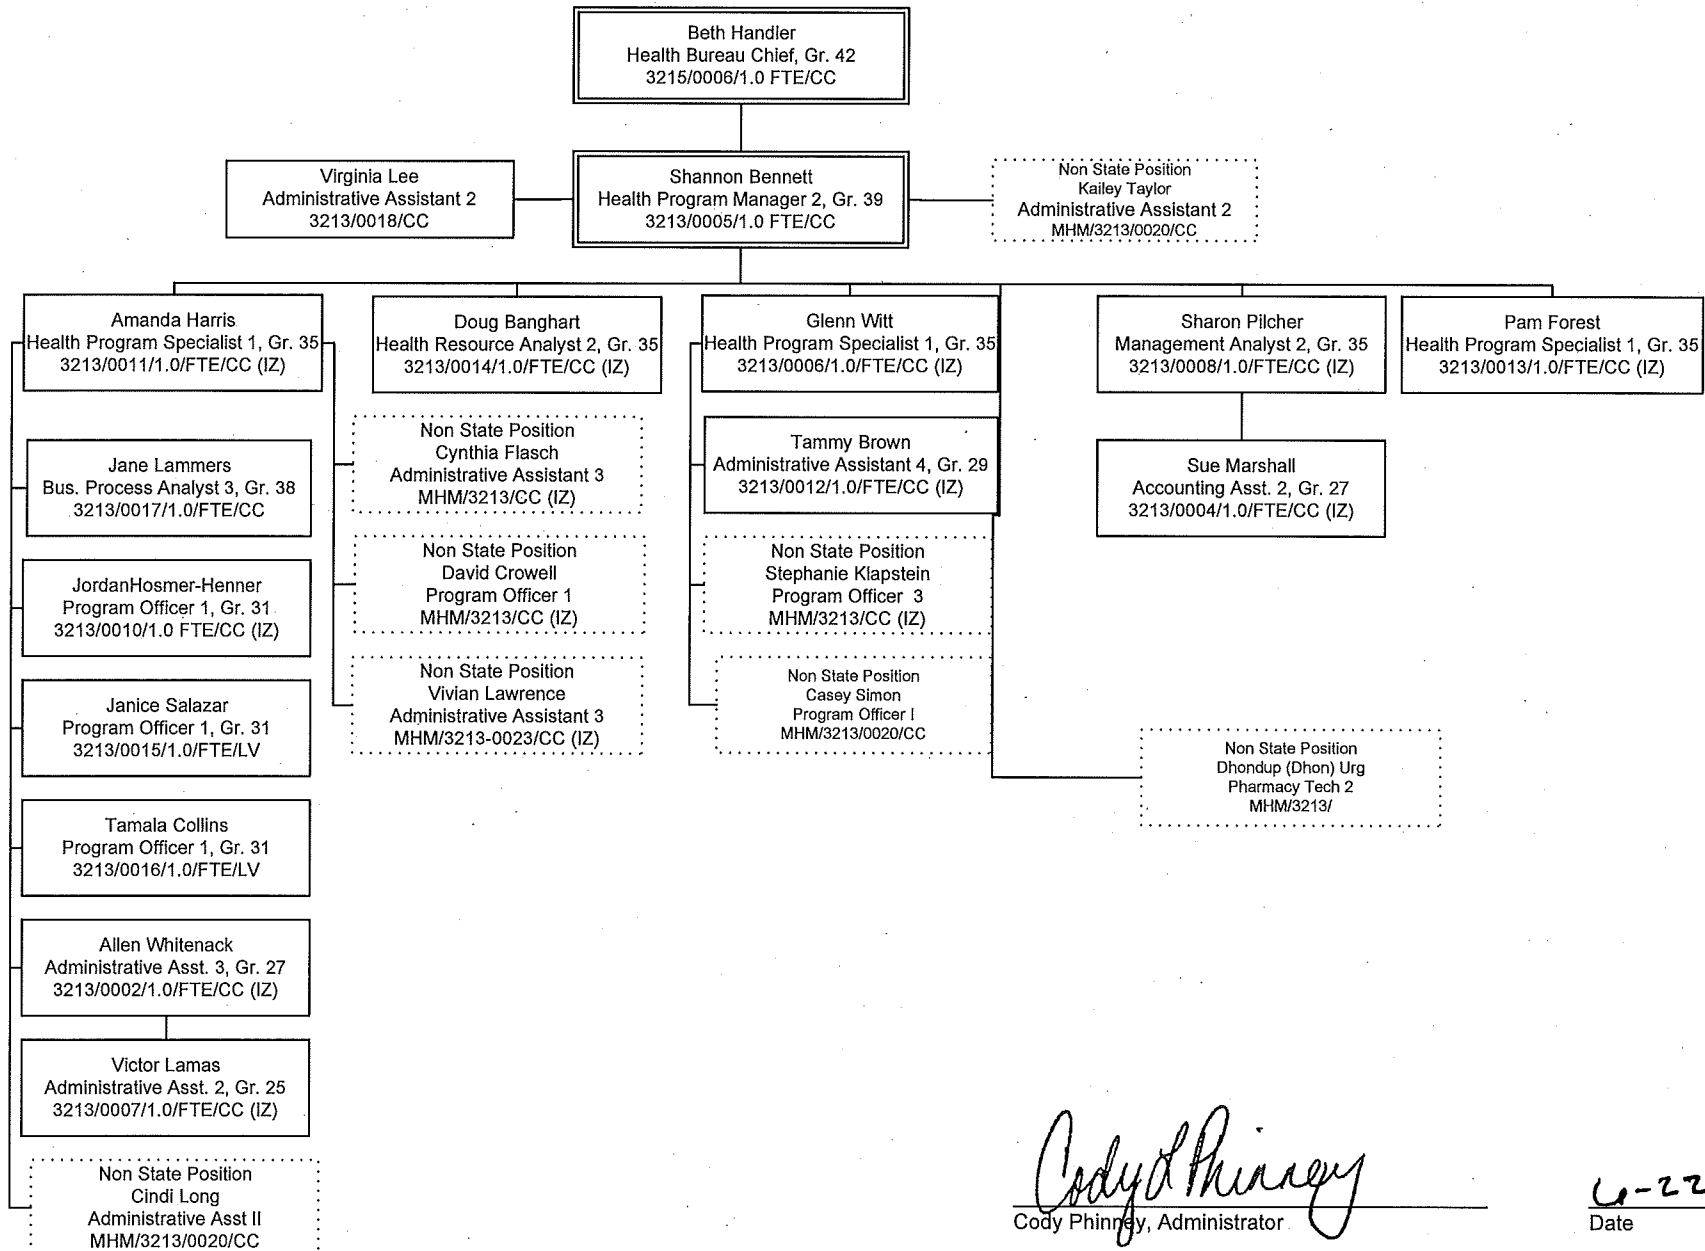 Beth Handler
Health Bureau Chief, Gr. 42
3215/0006/1.0 FTE/CC
Virginia Lee
Administrative Assistant 2
3213/0018/CC
Shannon Bennett
Health Program Manager 2, Gr. 39
3213/0005/1.0 FTE/CC
Non State Position
Kailey Taylor
Administrative Assistant 2
MHM/3213/0020/CC
Amanda Harris
Health Program Specialist 1, Gr. 35
3213/0011/1.0/FTE/CC (IZ)
Doug Banghart
Health Resource Analyst 2, Gr. 35
3213/0014/1.0/FTE/CC (IZ)
Glenn Witt
Health Program Specialist 1, Gr. 35
3213/0006/1.0/FTE/CC (IZ)
Sharon Pilcher
Management Analyst 2, Gr. 35
3213/0008/1.0/FTE/CC (IZ)
Pam Forest
Health Program Specialist 1, Gr. 35
3213/0013/1.0/FTE/CC (IZ)
Jane Lammers
Bus. Process Analyst 3, Gr. 38
3213/0017/1.0/FTE/CC
Non State Position
Cynthia Flasch
Administrative Assistant 3
MHM/3213/CC (IZ)
Tammy Brown
Administrative Assistant 4, Gr. 29
3213/0012/1.0/FTE/CC (IZ)
Sue Marshall
Accounting Asst. 2, Gr. 27
3213/0004/1.0/FTE/CC (IZ)
JordanHosmer-Henner
Program Officer 1, Gr. 31
3213/0010/1.0 FTE/CC (IZ)
Non State Position
David Crowell
Program Officer 1
MHM/3213/CC (IZ)
Non State Position
Stephanie Klapstein
Program Officer 3
MHM/3213/CC (IZ)
Janice Salazar
Program Officer 1, Gr. 31
3213/0015/1.0/FTE/LV
Non State Position
Vivian Lawrence
Administrative Assistant 3
MHM/3213-0023/CC (IZ)
Non State Position
Casey Simon
Program Officer I
MHM/3213/0020/CC
Non State Position
Dhondup (Dhon) Urg
Pharmacy Tech 2
MHM/3213/
Tamala Collins
Program Officer 1, Gr. 31
3213/0016/1.0/FTE/LV
Allen Whitenack
Administrative Asst. 3, Gr. 27
3213/0002/1.0/FTE/CC (IZ)
Victor Lamas
Administrative Asst. 2, Gr. 25
3213/0007/1.0/FTE/CC (IZ)
Non State Position
Cindi Long
Administrative Asst II
MHM/3213/0020/CC
Cody L Phinney
Cody Phinney, Administrator
6-22
Date